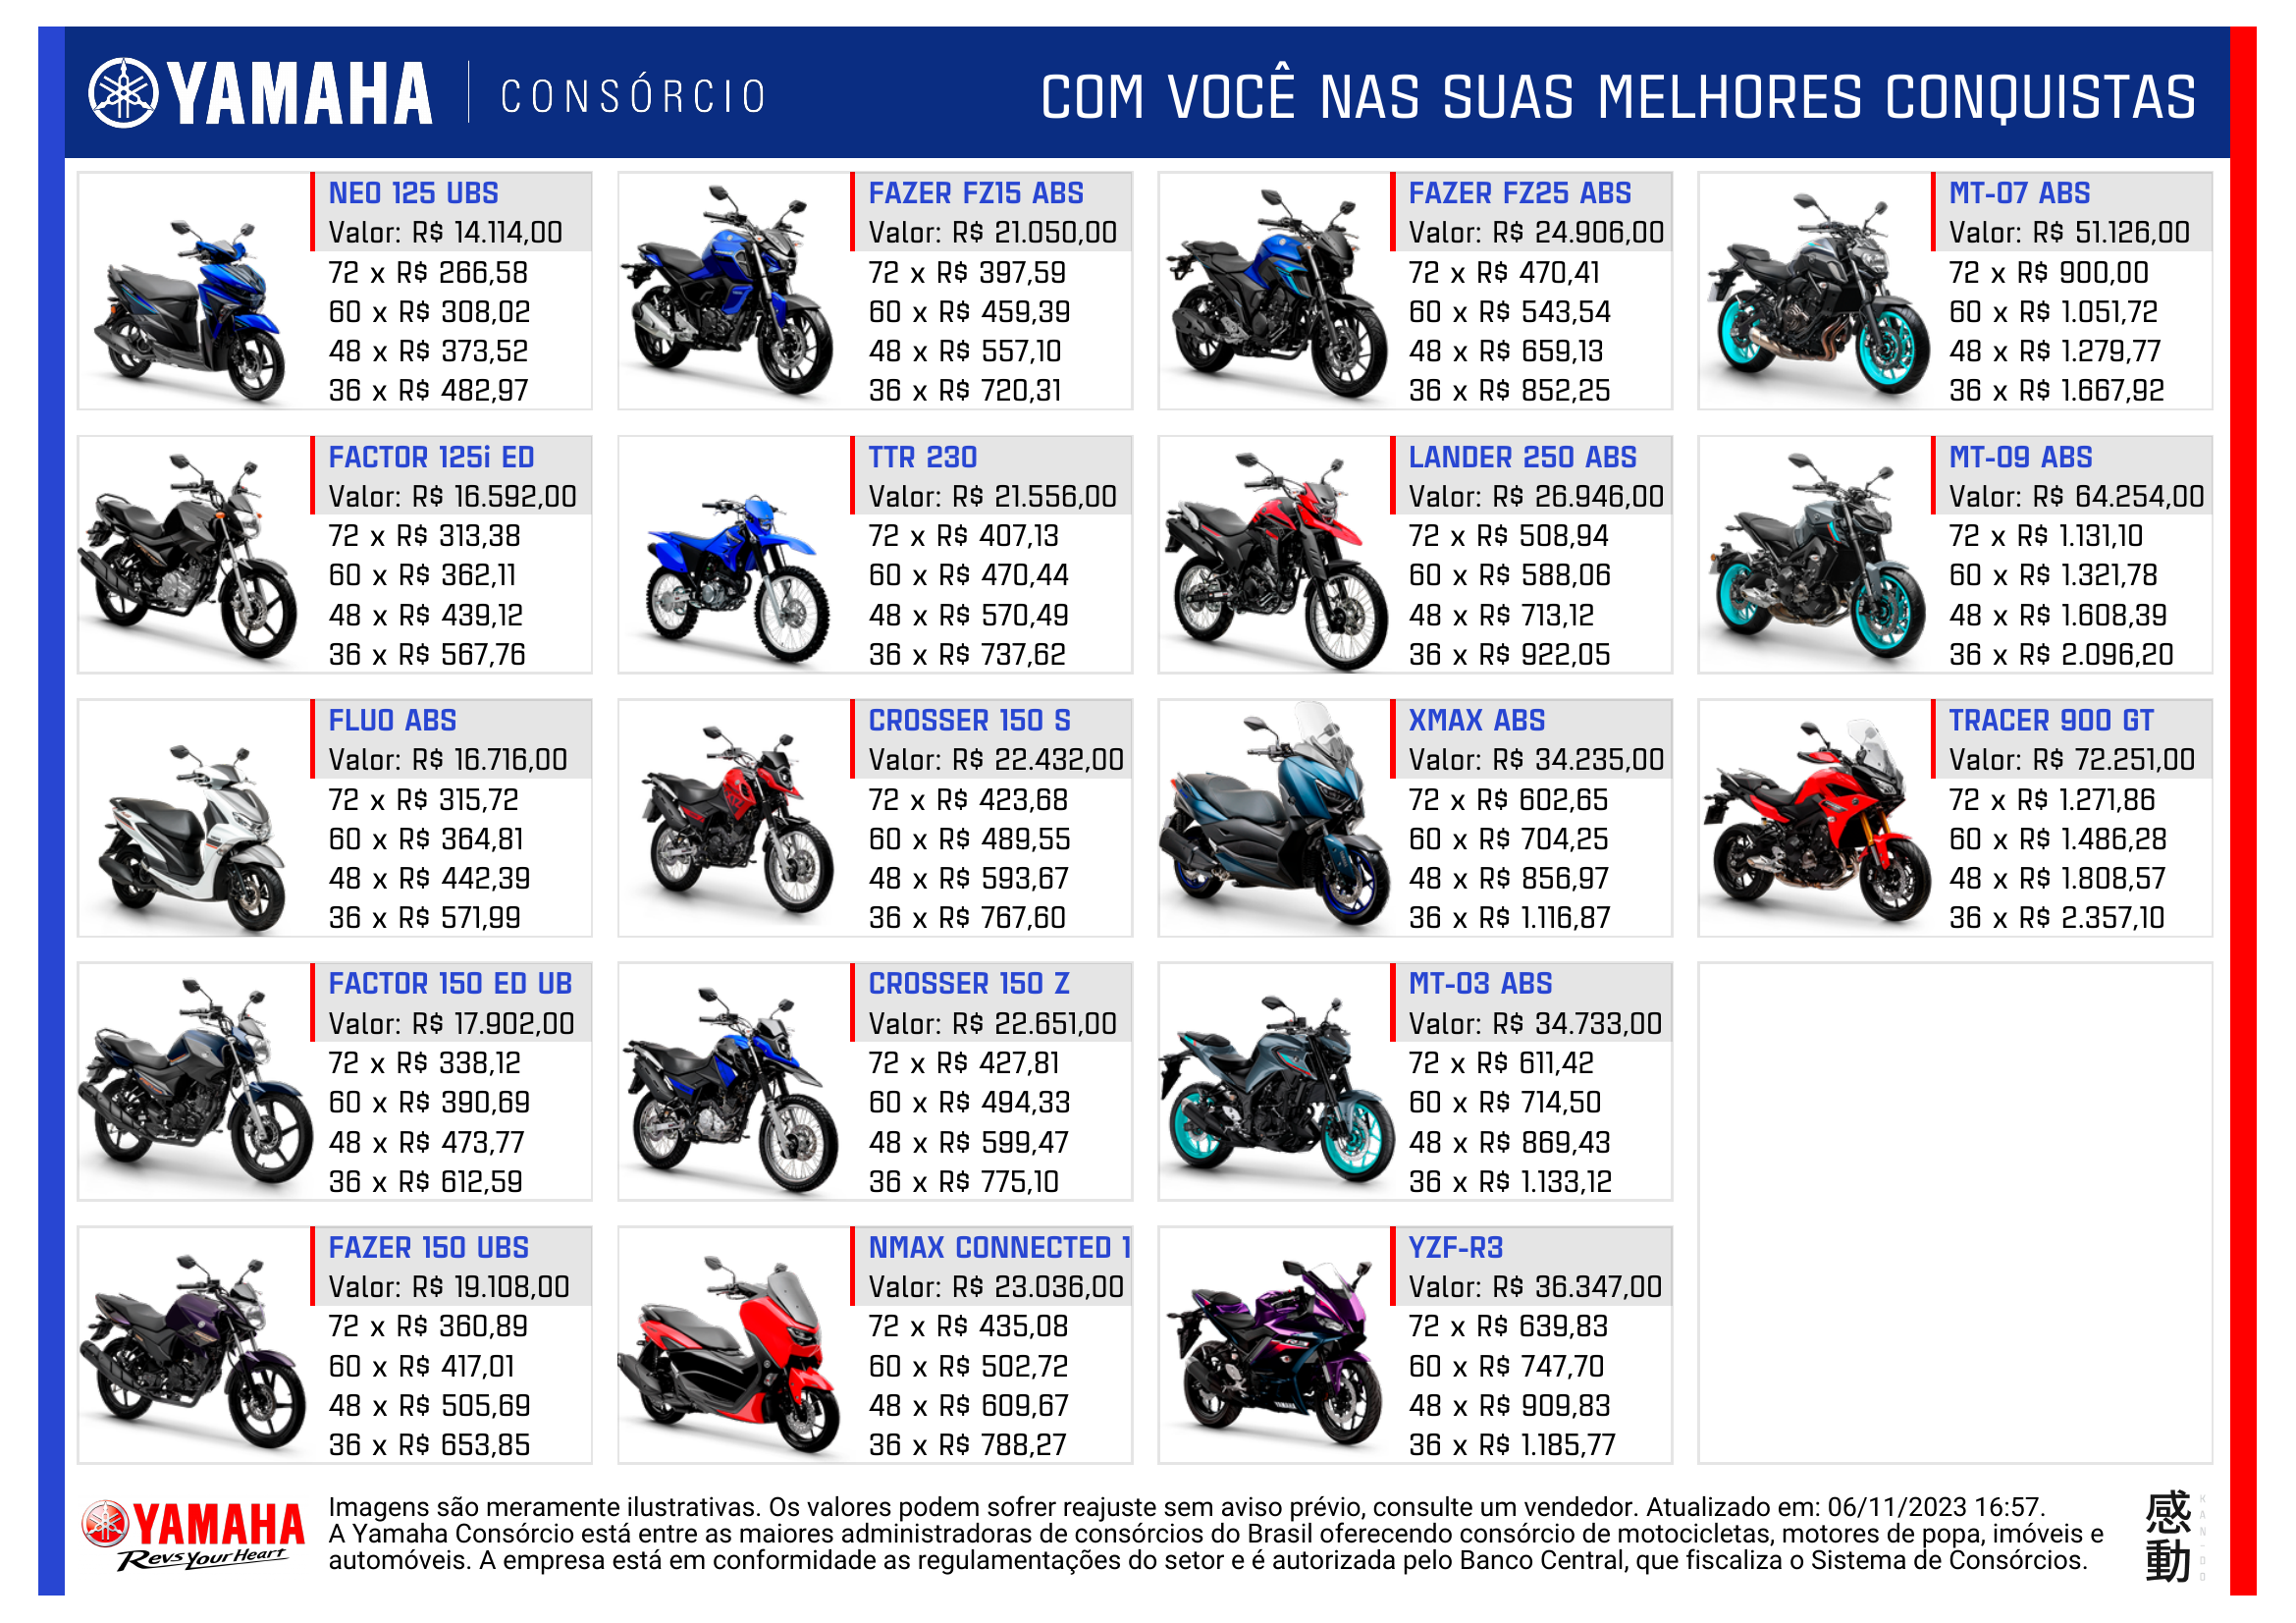 YAMAHA CONSÓRCIO
COM VOCÊ NAS SUAS MELHORES CONQUISTAS
NEO 125 UBS
Valor: R$ 14.114,00
72 x R$ 266,58
60 x R$ 308,02
48 x R$ 373,52
36 x R$ 482,97
FAZER FZ15 ABS
Valor: R$ 21.050,00
72 x R$ 397,59
60 x R$ 459,39
48 x R$ 557,10
36 x R$ 720,31
FAZER FZ25 ABS
Valor: R$ 24.906,00
72 x R$ 470,41
60 x R$ 543,54
48 x R$ 659,13
36 x R$ 852,25
MT-07 ABS
Valor: R$ 51.126,00
72 x R$ 900,00
60 x R$ 1.051,72
48 x R$ 1.279,77
36 x R$ 1.667,92
FACTOR 125i ED
Valor: R$ 16.592,00
72 x R$ 313,38
60 x R$ 362,11
48 x R$ 439,12
36 x R$ 567,76
TTR 230
Valor: R$ 21.556,00
72 x R$ 407,13
60 x R$ 470,44
48 x R$ 570,49
36 x R$ 737,62
LANDER 250 ABS
Valor: R$ 26.946,00
72 x R$ 508,94
60 x R$ 588,06
48 x R$ 713,12
36 x R$ 922,05
MT-09 ABS
Valor: R$ 64.254,00
72 x R$ 1.131,10
60 x R$ 1.321,78
48 x R$ 1.608,39
36 x R$ 2.096,20
FLUO ABS
Valor: R$ 16.716,00
72 x R$ 315,72
60 x R$ 364,81
48 x R$ 442,39
36 x R$ 571,99
CROSSER 150 S
Valor: R$ 22.432,00
72 x R$ 423,68
60 x R$ 489,55
48 x R$ 593,67
36 x R$ 767,60
XMAX ABS
Valor: R$ 34.235,00
72 x R$ 602,65
60 x R$ 704,25
48 x R$ 856,97
36 x R$ 1.116,87
TRACER 900 GT
Valor: R$ 72.251,00
72 x R$ 1.271,86
60 x R$ 1.486,28
48 x R$ 1.808,57
36 x R$ 2.357,10
FACTOR 150 ED UB
Valor: R$ 17.902,00
72 x R$ 338,12
60 x R$ 390,69
48 x R$ 473,77
36 x R$ 612,59
CROSSER 150 Z
Valor: R$ 22.651,00
72 x R$ 427,81
60 x R$ 494,33
48 x R$ 599,47
36 x R$ 775,10
MT-03 ABS
Valor: R$ 34.733,00
72 x R$ 611,42
60 x R$ 714,50
48 x R$ 869,43
36 x R$ 1.133,12
FAZER 150 UBS
Valor: R$ 19.108,00
72 x R$ 360,89
60 x R$ 417,01
48 x R$ 505,69
36 x R$ 653,85
NMAX CONNECTED 1
Valor: R$ 23.036,00
72 x R$ 435,08
60 x R$ 502,72
48 x R$ 609,67
36 x R$ 788,27
YZF-R3
Valor: R$ 36.347,00
72 x R$ 639,83
60 x R$ 747,70
48 x R$ 909,83
36 x R$ 1.185,77
YAMAHA
Revs Your Heart
Imagens são meramente ilustrativas. Os valores podem sofrer reajuste sem aviso prévio, consulte um vendedor. Atualizado em: 06/11/2023 16:57.
A Yamaha Consórcio está entre as maiores administradoras de consórcios do Brasil oferecendo consórcio de motocicletas, motores de popa, imóveis e
automóveis. A empresa está em conformidade as regulamentações do setor e é autorizada pelo Banco Central, que fiscaliza o Sistema de Consórcios.
感動
KAN-DO